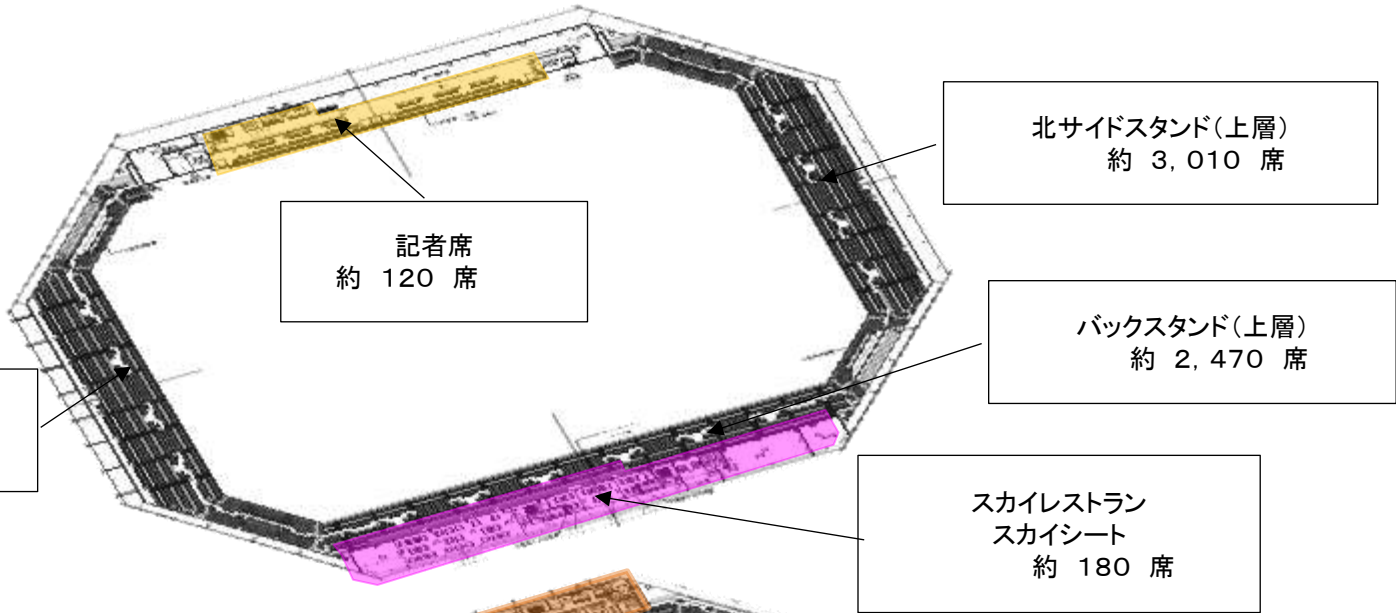 北サイドスタンド(上層)
約 3,010 席
記者席
約 120 席
バックスタンド(上層)
約 2,470 席
スカイレストラン
スカイシート
約 180 席